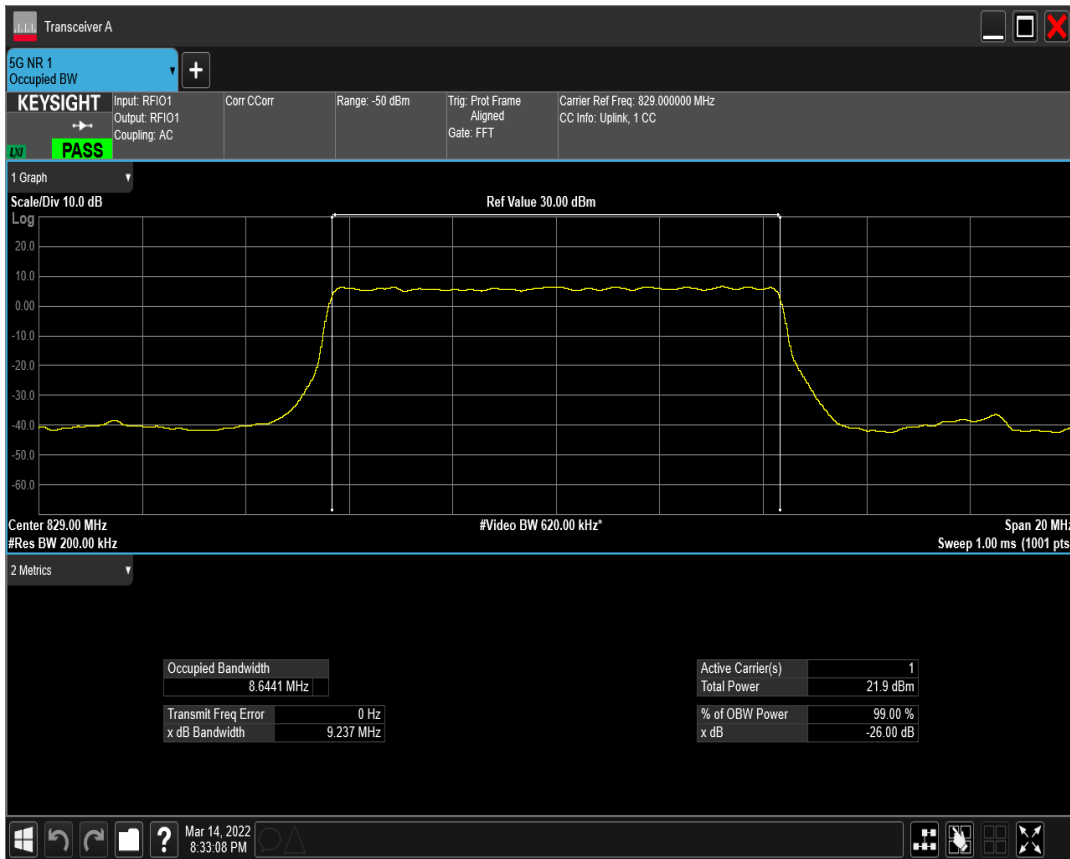 Transceiver A
5G NR 1
Occupied BW
+
KEYSIGHT
LXI
PASS
Input: RFIO1
Output: RFIO1
Coupling: AC
Corr CCorr
Range: -50 dBm
Trig: Prot Frame
Aligned
Gate: FFT
Carrier Ref Freq: 829.000000 MHz
CC Info: Uplink, 1 CC
1 Graph
Scale/Div 10.0 dB
Ref Value 30.00 dBm
Log
20.0
10.0
0.00
-10.0
-20.0
-30.0
-40.0
-50.0
-60.0
Center 829.00 MHz
#Video BW 620.00 kHz*
Span 20 MHz
#Res BW 200.00 kHz
Sweep 1.00 ms (1001 pts
2 Metrics
Occupied Bandwidth
8.6441 MHz
Transmit Freq Error 0 Hz
x dB Bandwidth 9.237 MHz
Active Carrier(s) 1
Total Power 21.9 dBm
% of OBW Power 99.00 %
x dB -26.00 dB
?
Mar 14, 2022
8:33:08 PM